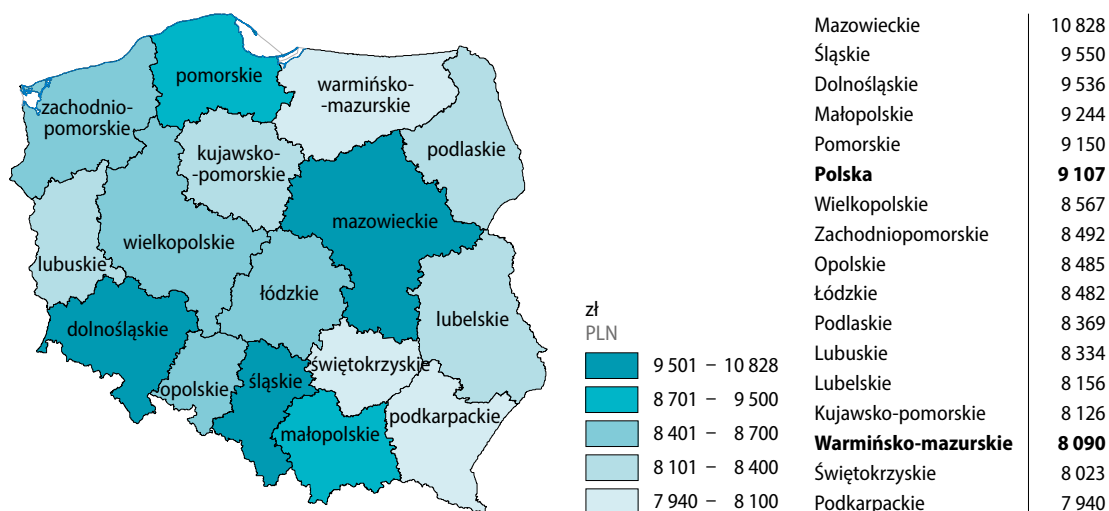 pomorskie
warmińsko-
-mazurskie
zachodnio-
pomorskie
kujawsko-
-pomorskie
podlaskie
mazowieckie
wielkopolskie
lubuskie
łódzkie
dolnośląskie
lubelskie
świętokrzyskie
opolskie
śląskie
podkarpackie
małopolskie
zł
PLN
9 501 – 10 828
8 701 – 9 500
8 401 – 8 700
8 101 – 8 400
7 940 – 8 100
Mazowieckie 10 828
Śląskie 9 550
Dolnośląskie 9 536
Małopolskie 9 244
Pomorskie 9 150
Polska 9 107
Wielkopolskie 8 567
Zachodniopomorskie 8 492
Opolskie 8 485
Łódzkie 8 482
Podlaskie 8 369
Lubuskie 8 334
Lubelskie 8 156
Kujawsko-pomorskie 8 126
Warmińsko-mazurskie 8 090
Świętokrzyskie 8 023
Podkarpackie 7 940